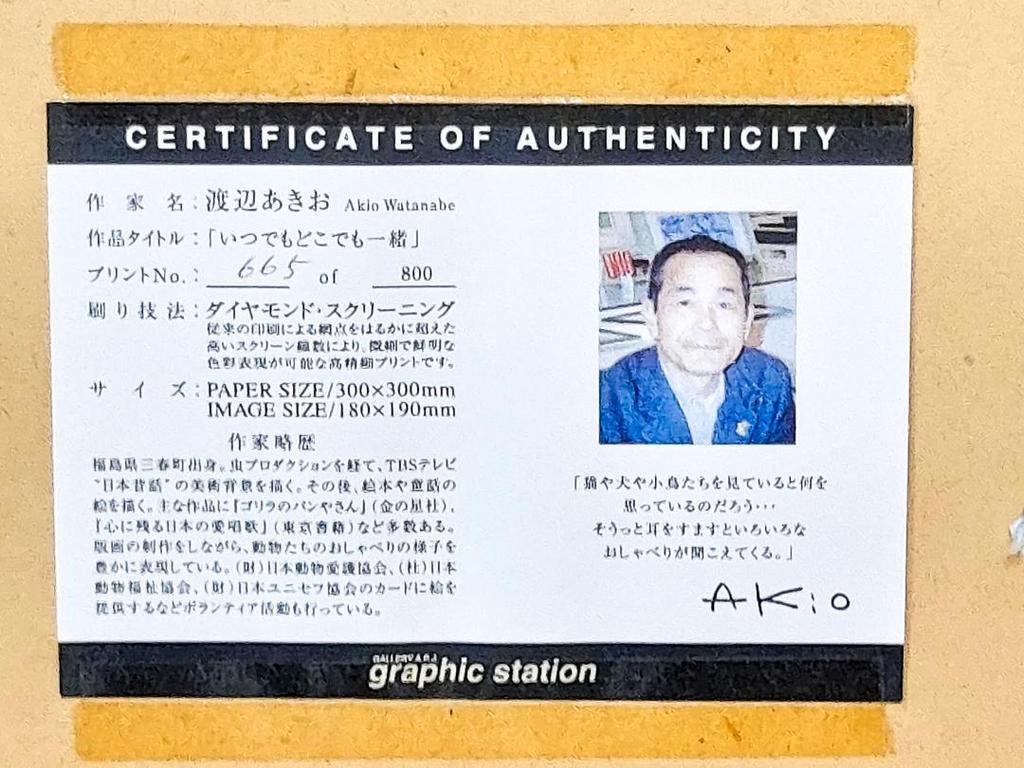 CERTIFICATE OF AUTHENTICITY
作家名：渡辺あきお Akio Watanabe
作品タイトル：「いつでもどこでも一緒」
プリントNo.： 665 of 800
刷り技法：ダイヤモンド・スクリーニング
従来の印刷による網点をはるかに超えた
高いスクリーン線数により、微細で鮮明な
色彩表現が可能な高精細プリントです。
サイズ：PAPER SIZE/300×300mm
IMAGE SIZE/180×190mm
作家略歴
福島県三春町出身。虫プロダクションを経て、TBSテレビ
"日本昔話"の美術背景を描く。その後、絵本や童話の
絵を描く。主な作品に『ゴリラのパンやさん』（金の星社）、
『心に残る日本の愛唱歌』（東京書籍）など多数ある。
版画の制作をしながら、動物たちのおしゃべりの様子を
豊かに表現している。（財）日本動物愛護協会、（社）日本
動物福祉協会、（財）日本ユニセフ協会のカードに絵を
提供するなどボランティア活動も行っている。
「猫や犬や小鳥たちを見ていると何を
思っているのだろう・・・
そうっと耳をすますといろいろな
おしゃべりが聞こえてくる。」
AKio
graphic station